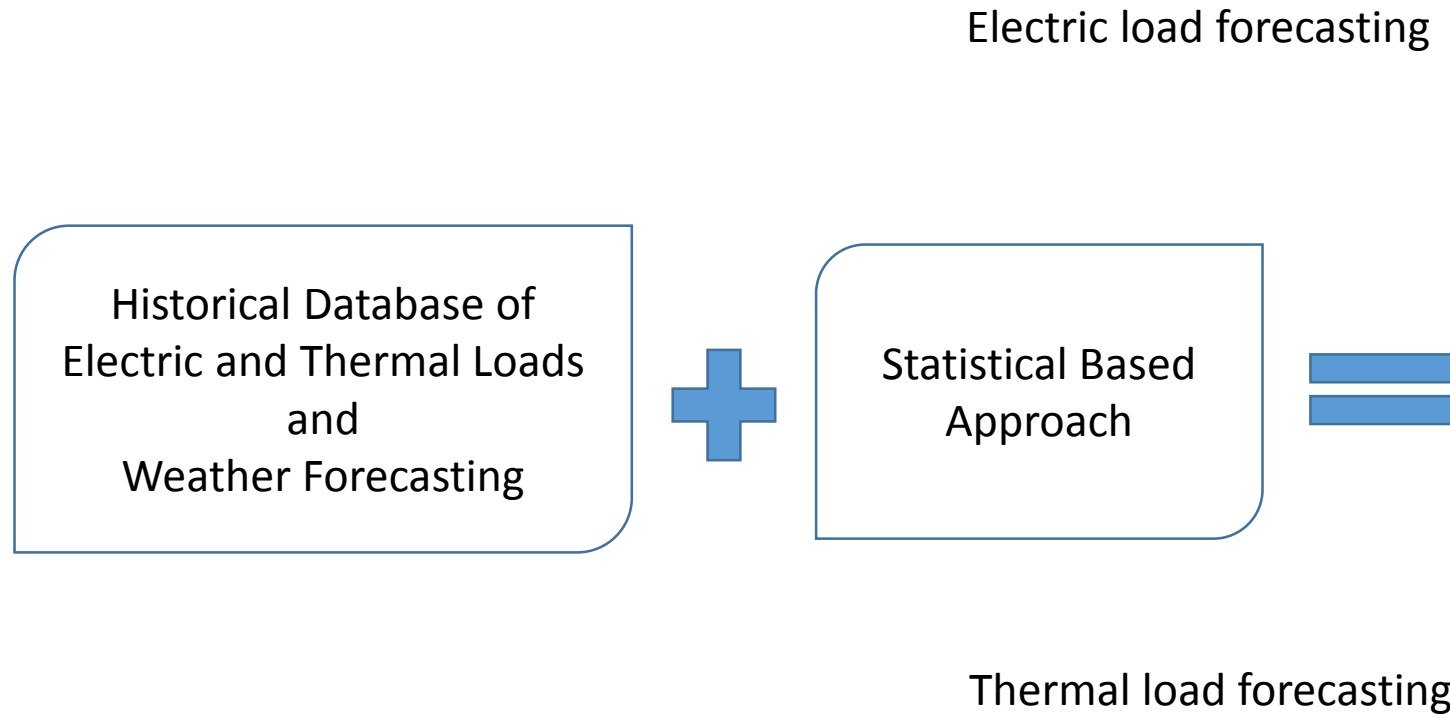 Electric load forecasting
Historical Database of
Electric and Thermal Loads
and
Weather Forecasting
Statistical Based
Approach
Thermal load forecasting